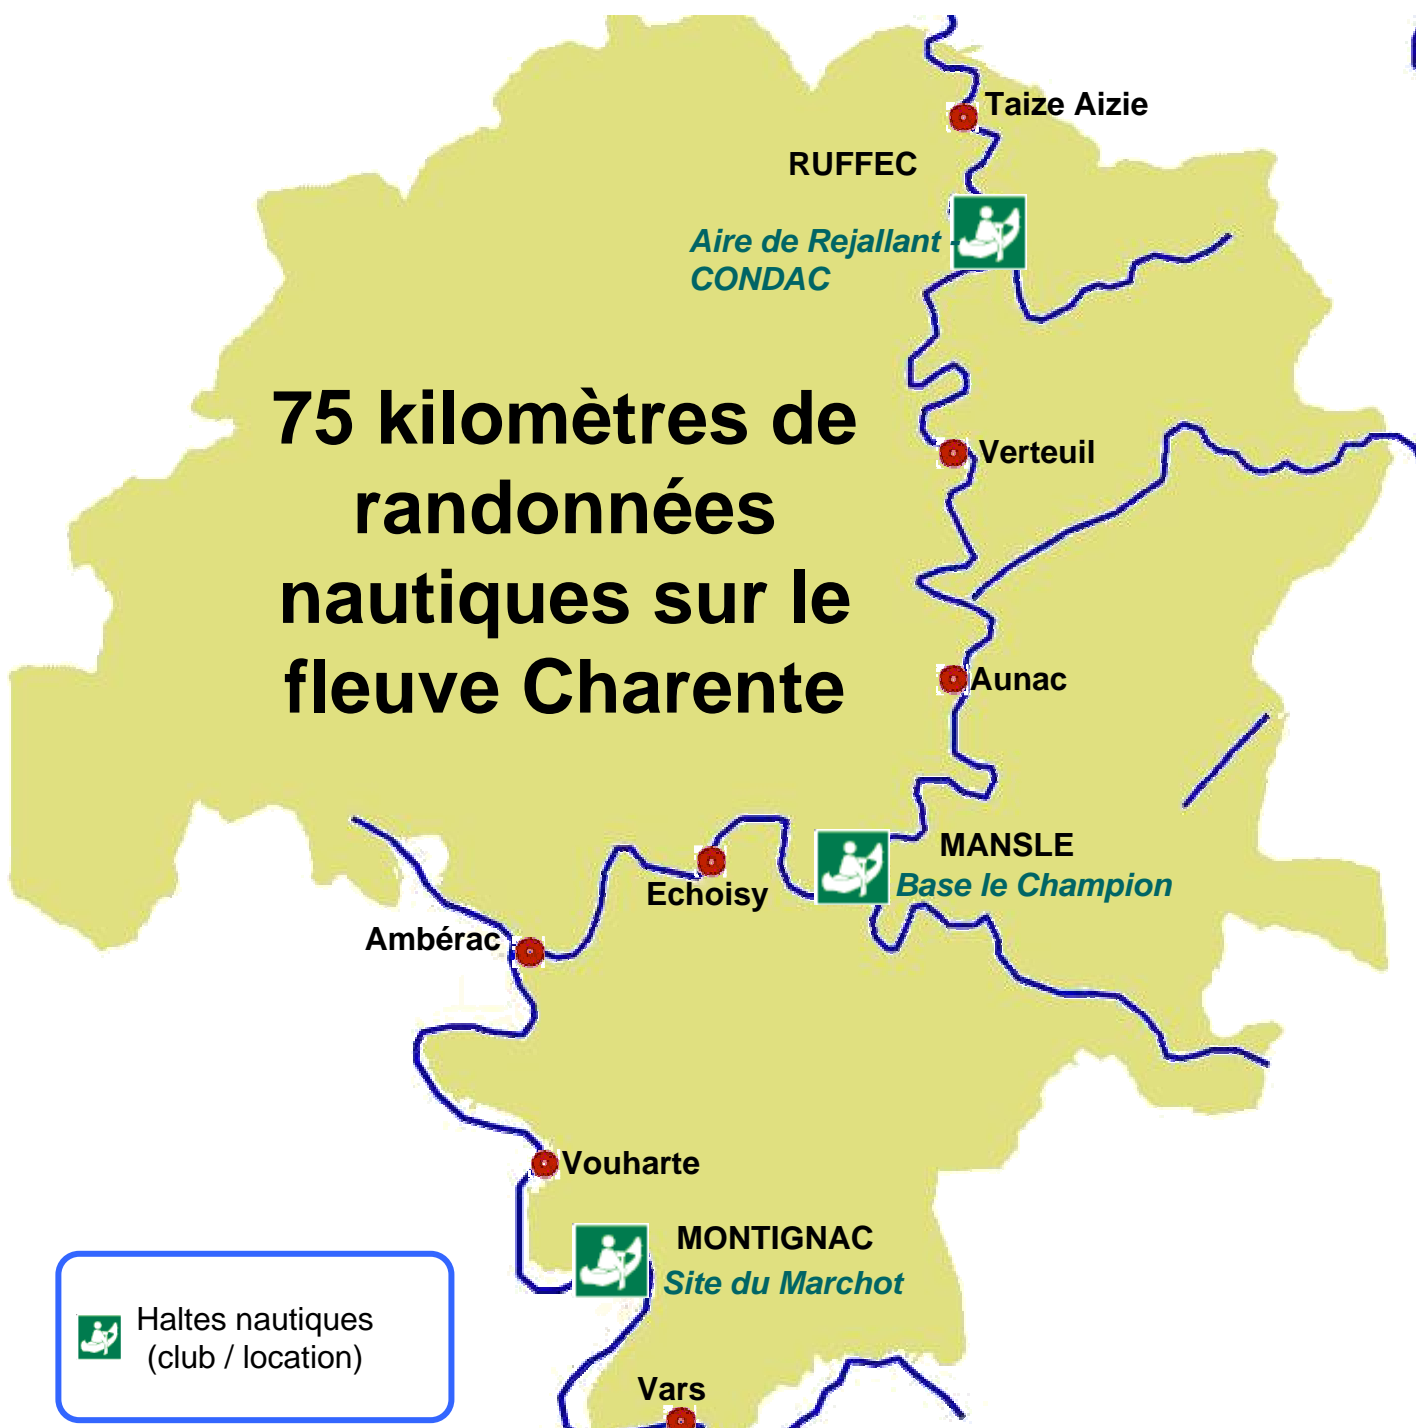 Taize Aizie
RUFFEC
Aire de Rejallant -
CONDAC
75 kilomètres de
randonnées
nautiques sur le
fleuve Charente
Verteuil
Aunac
MANSLE
Base le Champion
Echoisy
Ambérac
Vouharte
MONTIGNAC
Site du Marchot
Haltes nautiques
(club / location)
Vars